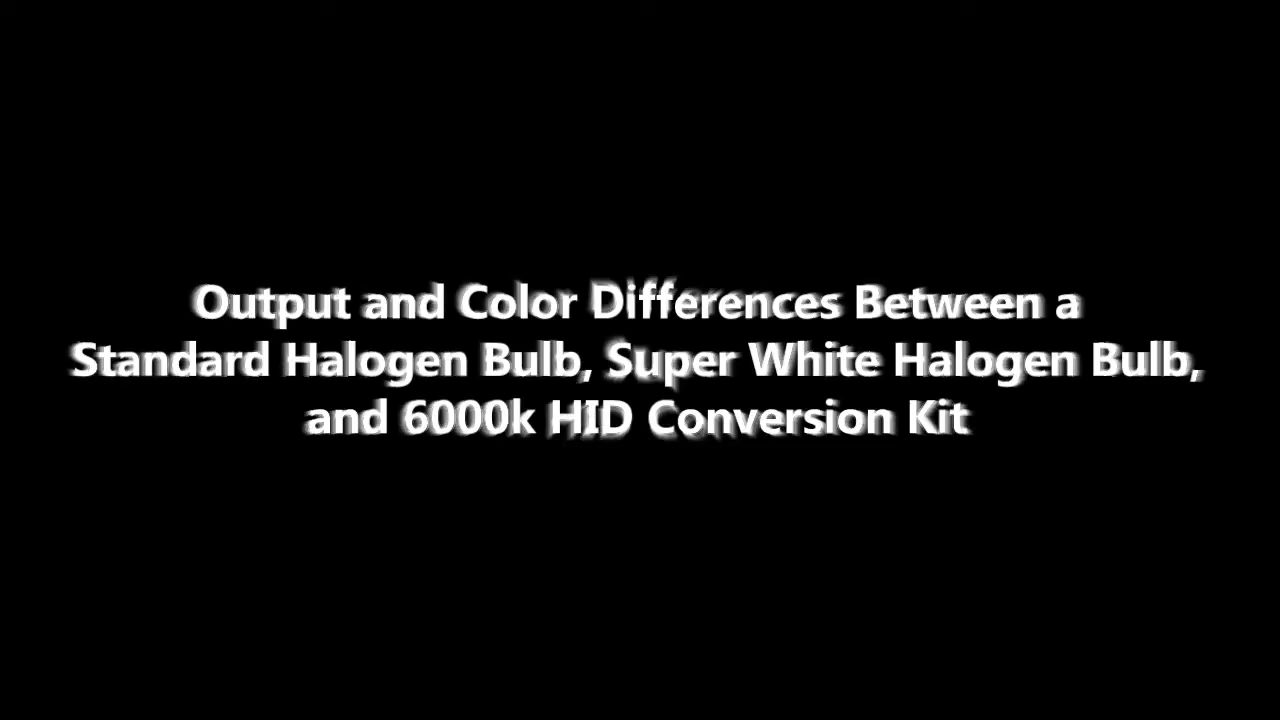 Output and Color Differences Between a
Standard Halogen Bulb, Super White Halogen Bulb,
and 6000k HID Conversion Kit